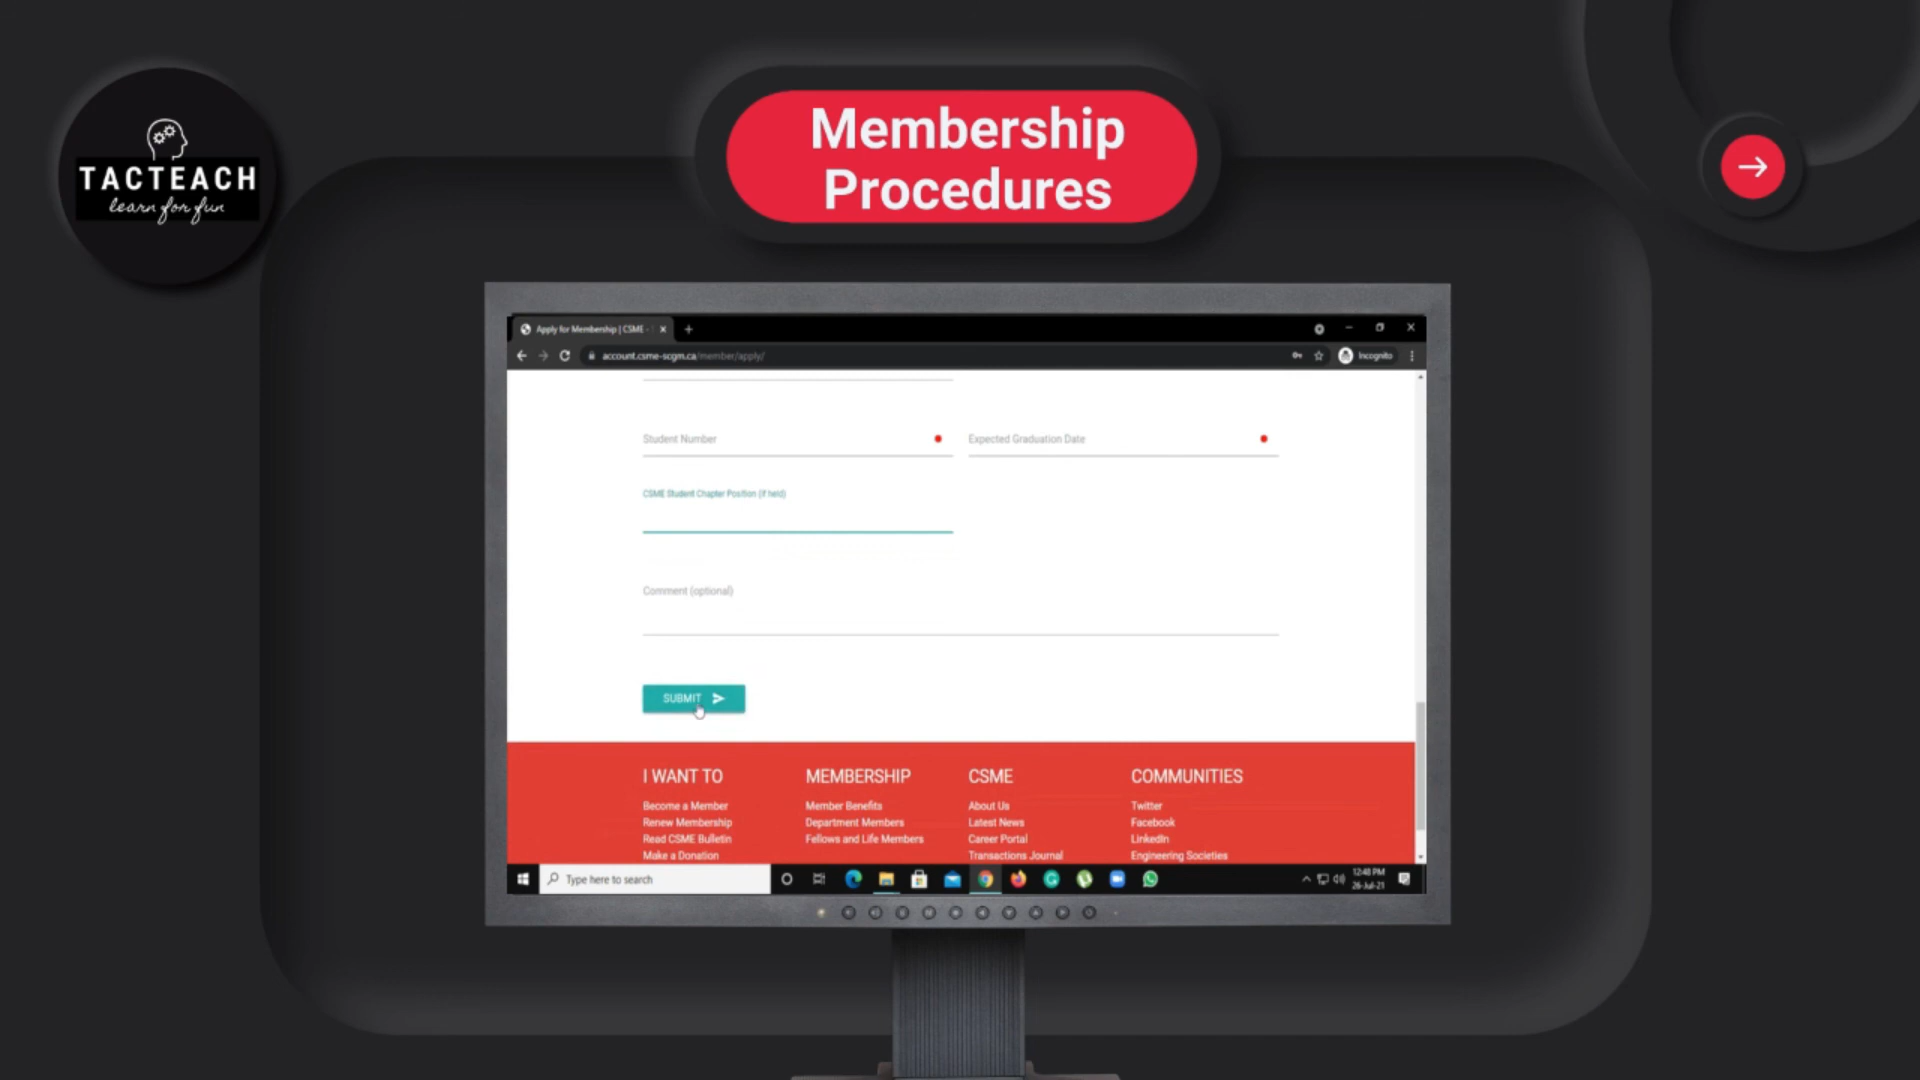 TACTEACH
learn for fun
Membership
Procedures
Apply for Membership | CSME -
account.csme-scgm.ca/member/apply/
Incognito
Student Number
Expected Graduation Date
CSME Student Chapter Position (if held)
Comment (optional)
SUBMIT
I WANT TO
Become a Member
Renew Membership
Read CSME Bulletin
Make a Donation
MEMBERSHIP
Member Benefits
Department Members
Fellows and Life Members
CSME
About Us
Latest News
Career Portal
Transactions Journal
COMMUNITIES
Twitter
Facebook
LinkedIn
Engineering Societies
Type here to search
12:48 PM
26-Jul-21